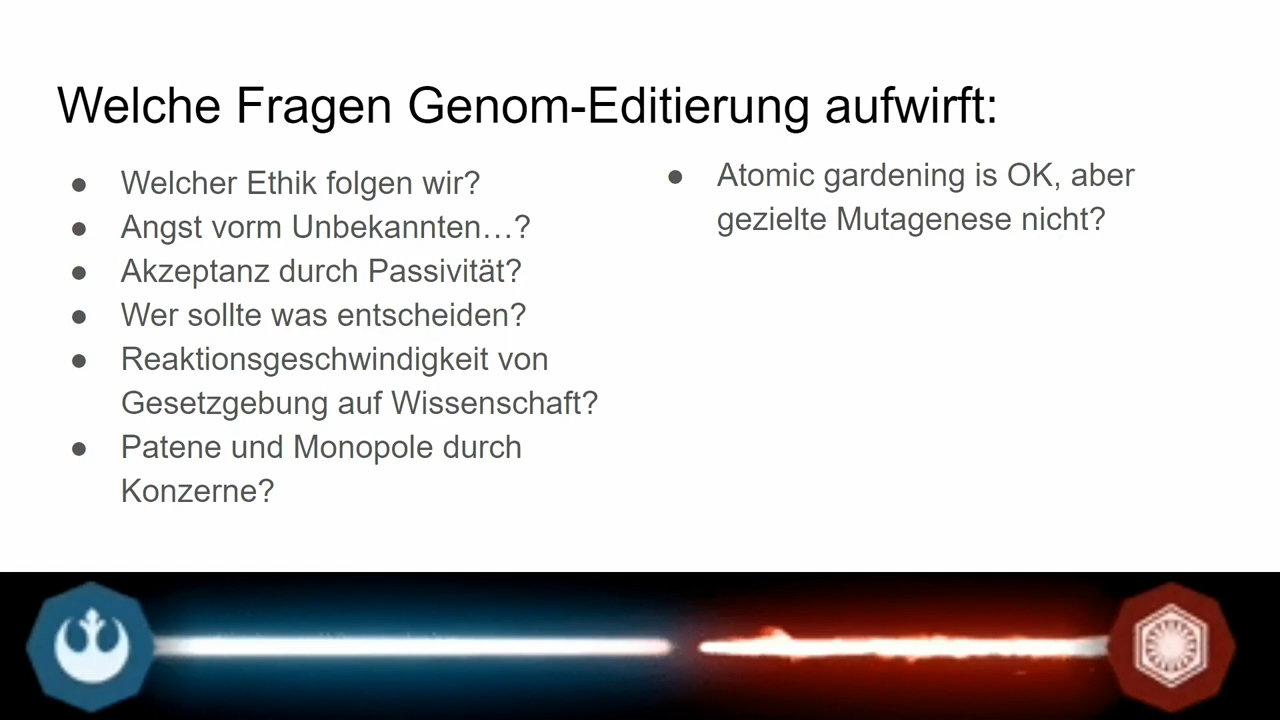 Welche Fragen Genom-Editierung aufwirft:
● Welcher Ethik folgen wir?
● Angst vorm Unbekannten…?
● Akzeptanz durch Passivität?
● Wer sollte was entscheiden?
● Reaktionsgeschwindigkeit von
Gesetzgebung auf Wissenschaft?
● Patene und Monopole durch
Konzerne?
● Atomic gardening is OK, aber
gezielte Mutagenese nicht?